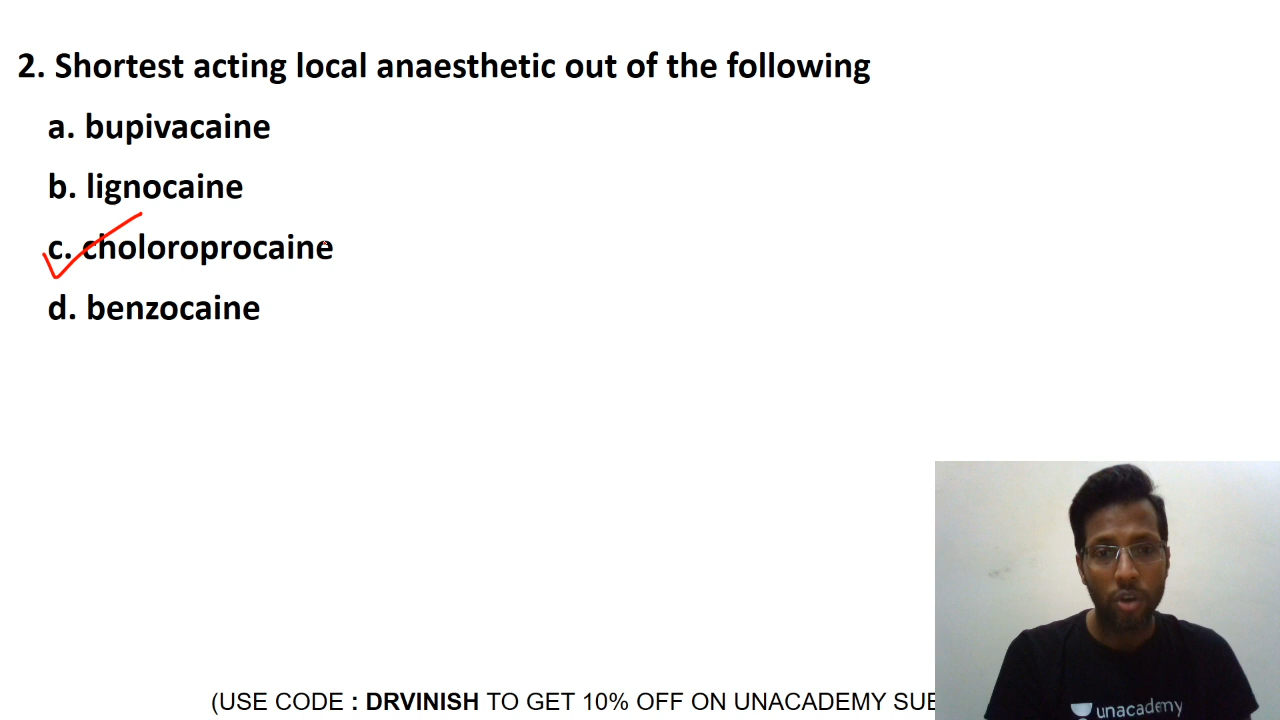 2. Shortest acting local anaesthetic out of the following
a. bupivacaine
b. lignocaine
c. choloroprocaine
d. benzocaine
(USE CODE : DRVINISH TO GET 10% OFF ON UNACADEMY SUB
unacademy